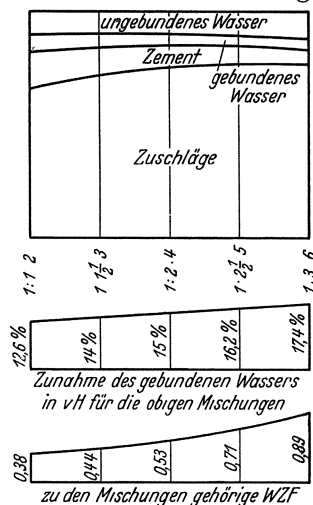 ungebundenes Wasser
Zement
gebundenes
Wasser
Zuschläge
1:1 2
1 1½ 3
1:2·4
1:2½ 5
1.3.6
12,6%
14%
15%
16,2%
17,4%
Zunahme des gebundenen Wassers
in vH für die obigen Mischungen
0,38
0,44
0,53
0,71
0,89
zu den Mischungen gehörige WZF